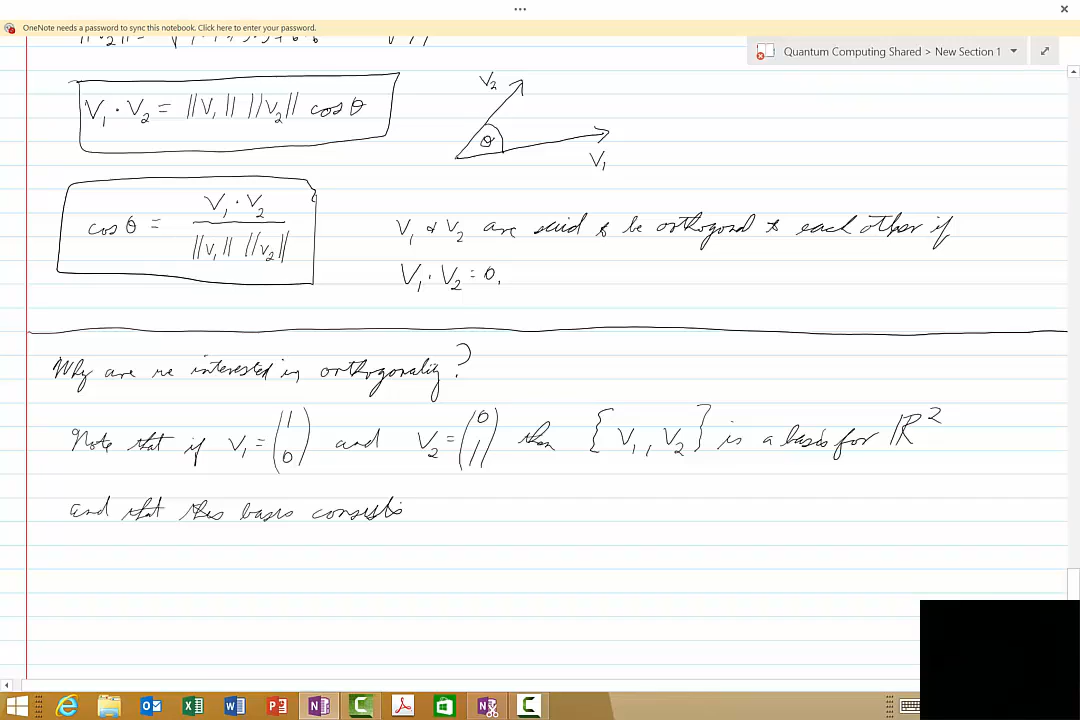 OneNote needs a password to sync this notebook. Click here to enter your password.
Quantum Computing Shared > New Section 1
V₁ · V₂ = ||V₁|| ||V₂|| cos θ
V₂
θ
V₁
cos θ = V₁ · V₂ / ||V₁|| ||V₂||
V₁ & V₂ are said to be orthogonal to each other if
V₁ · V₂ = 0.
Why are we interested in orthogonality?
Note that if V₁ = (1 0) and V₂ = (0 1) then {V₁, V₂} is a basis for ℝ²
and that this basis consists